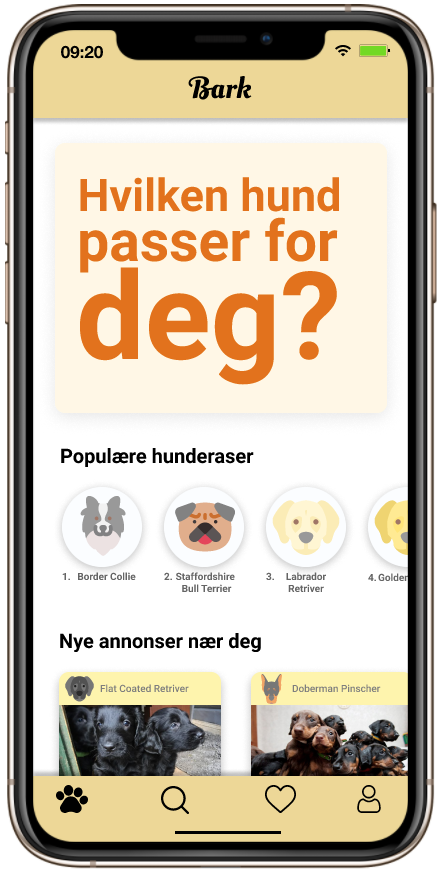 09:20
Bark
Hvilken hund
passer for
deg?
Populære hunderaser
1. Border Collie
2. Staffordshire
Bull Terrier
3. Labrador
Retriver
4. Golden
Nye annonser nær deg
Flat Coated Retriver
Doberman Pinscher